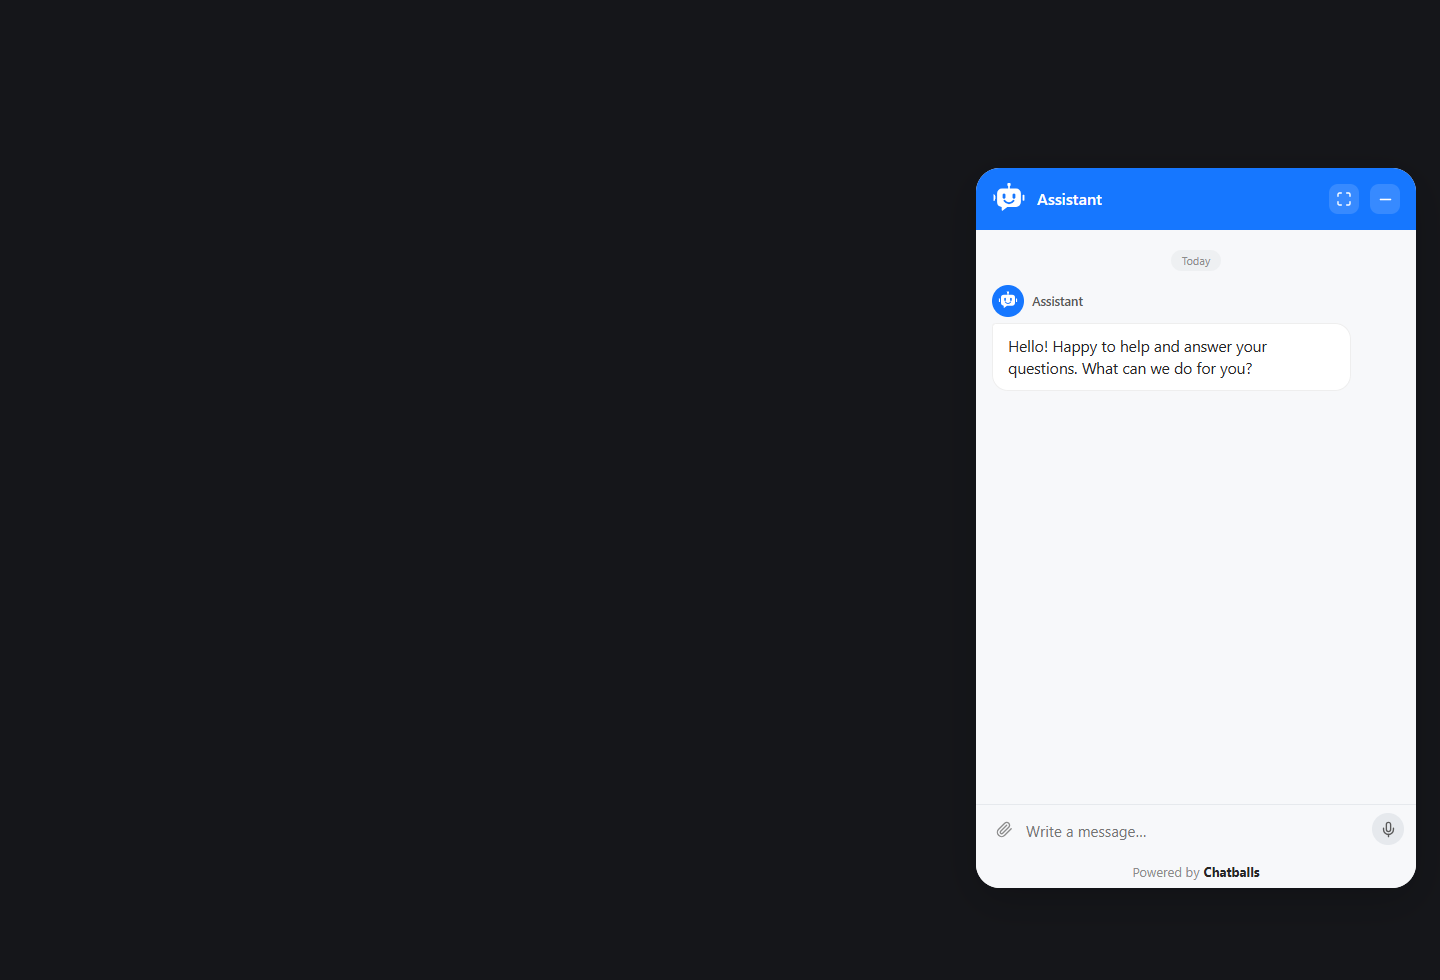 Assistant
Today
Assistant
Hello! Happy to help and answer your
questions. What can we do for you?
Write a message...
Powered by Chatballs